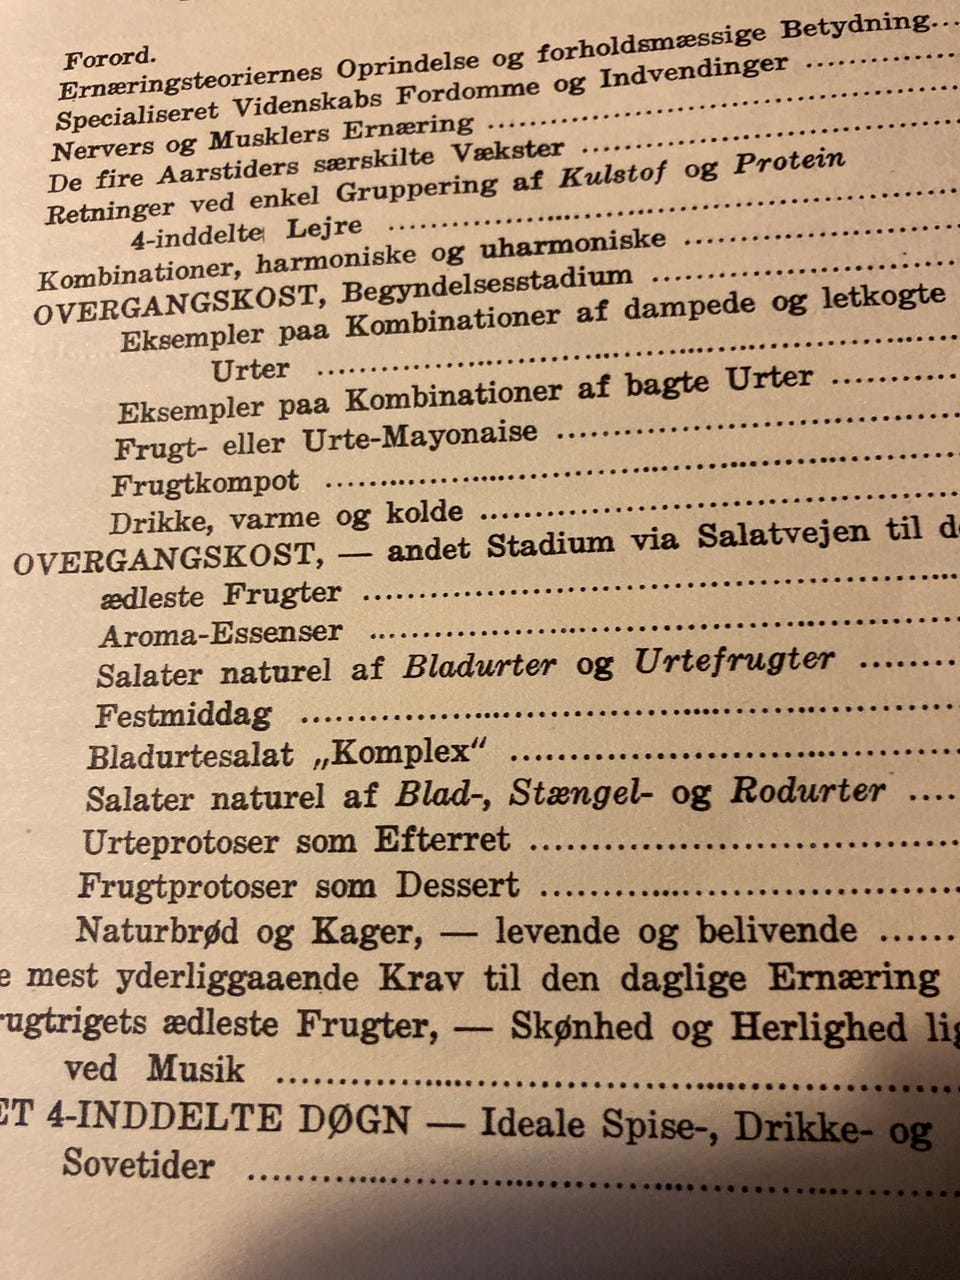 Forord.
Ernæringsteoriernes Oprindelse og forholdsmæssige Betydning...
Specialiseret Videnskabs Fordomme og Indvendinger ..............
Nervers og Musklers Ernæring ..............................
De fire Aarstiders særskilte Vækster ..............................
Retninger ved enkel Gruppering af Kulstof og Protein
4-inddelte Lejre ..............................
Kombinationer, harmoniske og uharmoniske ..............................
OVERGANGSKOST, Begyndelsesstadium ..............................
Eksempler paa Kombinationer af dampede og letkogte
Urter ..............................
Eksempler paa Kombinationer af bagte Urter ............
Frugt- eller Urte-Mayonaise ..............................
Frugtkompot ..............................
Drikke, varme og kolde ..............................
OVERGANGSKOST, — andet Stadium via Salatvejen til d
ædleste Frugter ..............................
Aroma-Essenser ..............................
Salater naturel af Bladurter og Urtefrugter ........
Festmiddag ..............................
Bladurtesalat „Komplex“ ..............................
Salater naturel af Blad-, Stængel- og Rodurter ....
Urteprotoser som Efterret ..............................
Frugtprotoser som Dessert ..............................
Naturbrød og Kager, — levende og belivende ......
e mest yderliggaaende Krav til den daglige Ernæring
rugtrigets ædleste Frugter, — Skønhed og Herlighed lig
ved Musik ..............................
ET 4-INDDELTE DØGN — Ideale Spise-, Drikke- og
Sovetider ..............................